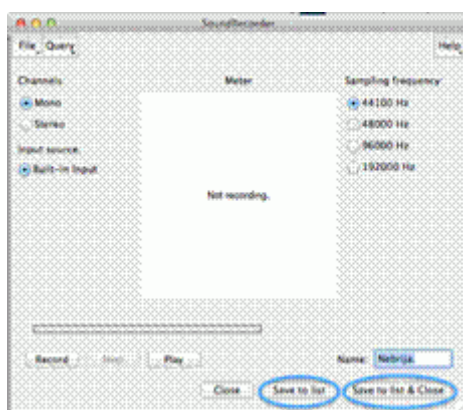 SoundRecorder
File Query Help
Channels:
Mono
Stereo
Input source:
Built-in Input
Meter
Not recording.
Sampling frequency:
44100 Hz
48000 Hz
96000 Hz
192000 Hz
Record Stop Play
Name: Nebrija
Close Save to list Save to list & Close